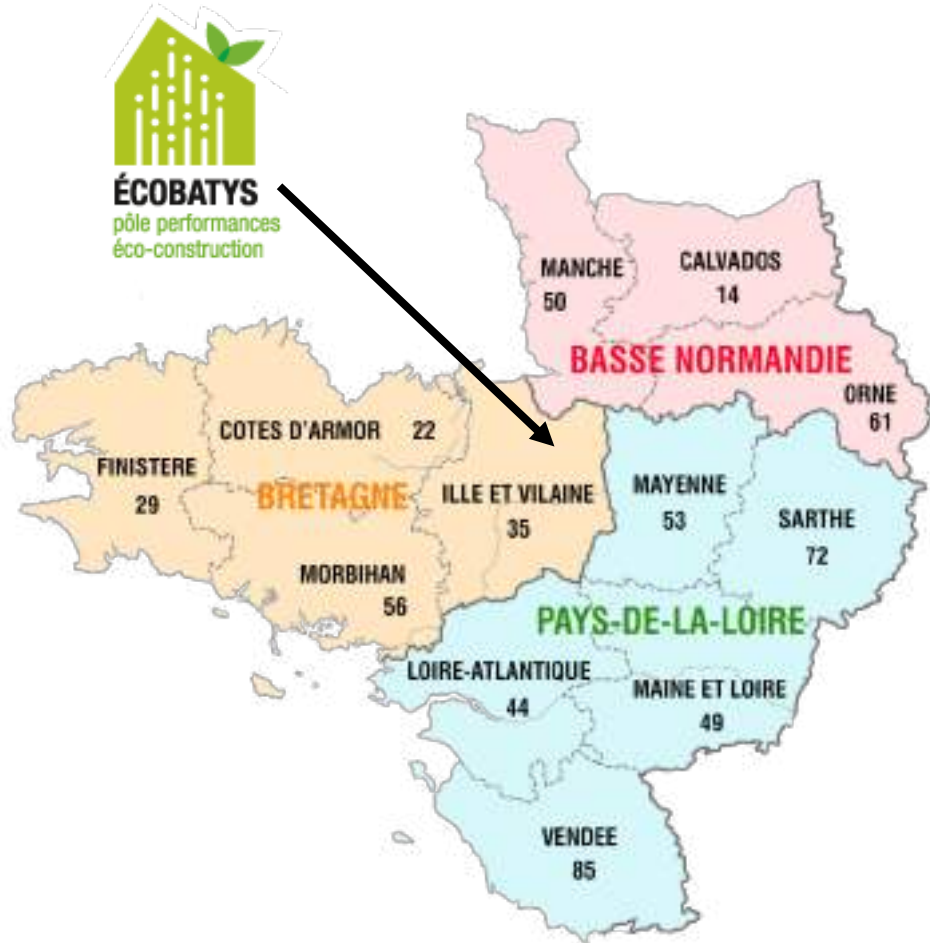 ÉCOBATYS
pôle performances
éco-construction
MANCHE
50
CALVADOS
14
BASSE NORMANDIE
ORNE
61
COTES D'ARMOR 22
FINISTERE
29
BRETAGNE
ILLE ET VILAINE
35
MORBIHAN
56
MAYENNE
53
SARTHE
72
PAYS-DE-LA-LOIRE
LOIRE-ATLANTIQUE
44
MAINE ET LOIRE
49
VENDEE
85